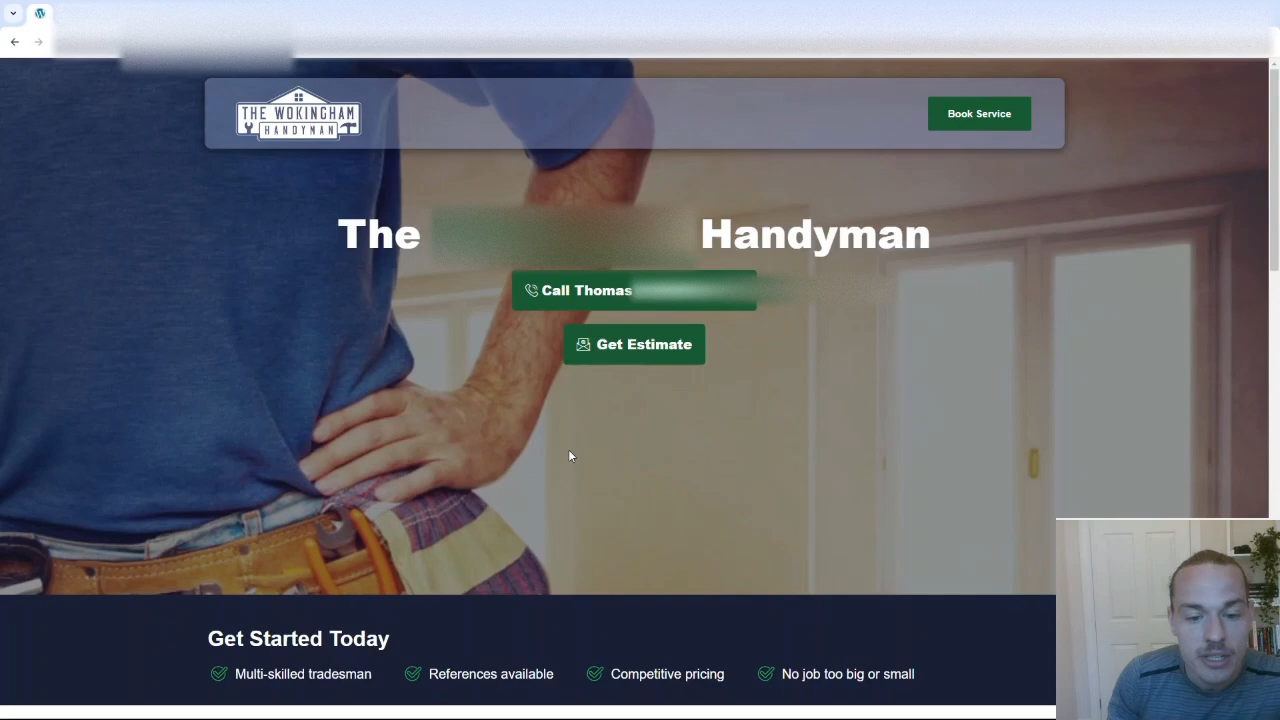 THE WOKINGHAM
HANDYMAN
Book Service
The Handyman
Call Thomas
Get Estimate
Get Started Today
Multi-skilled tradesman
References available
Competitive pricing
No job too big or small